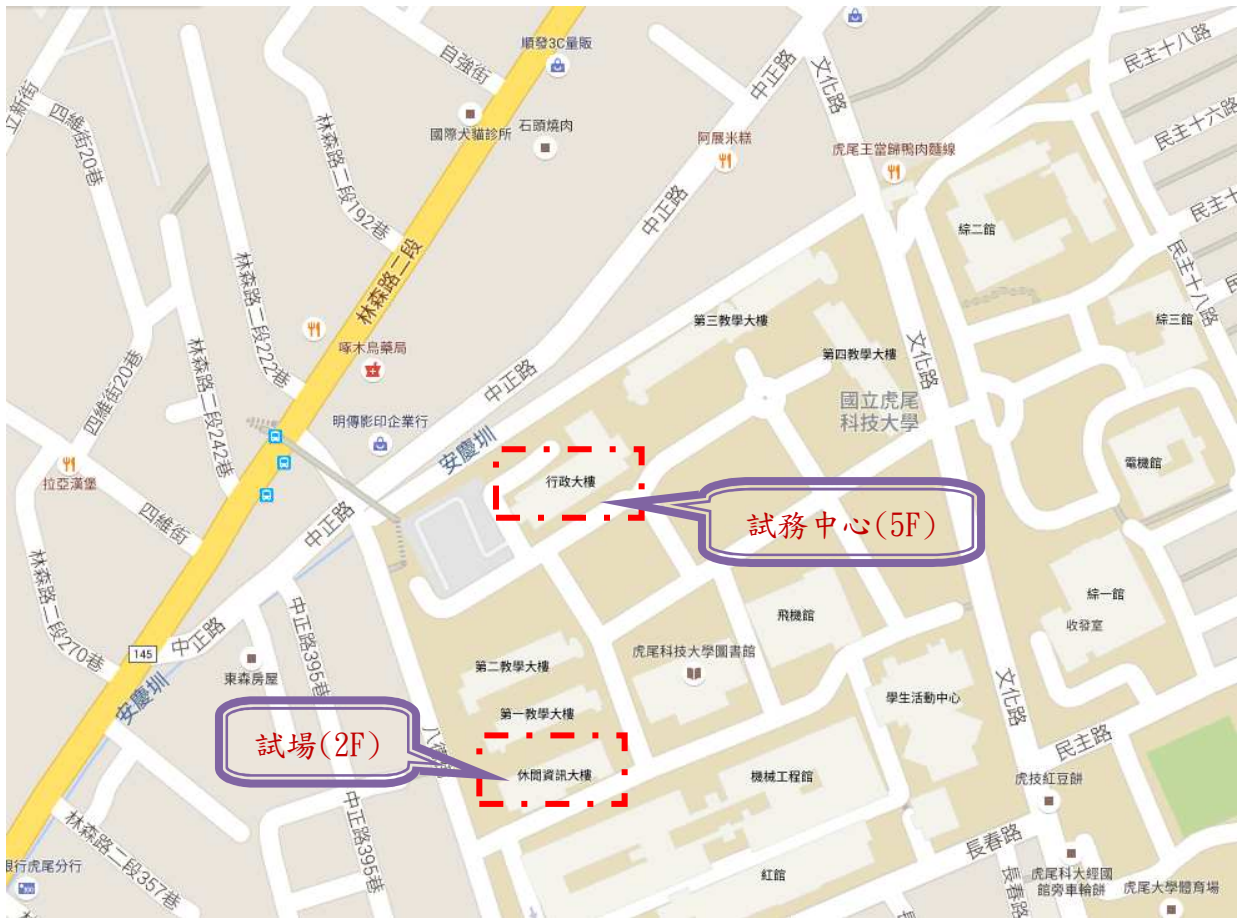 順發3C量販
自強街
中正路
文化路
民主十八路
立新街
四維街20巷
林森路二段192巷
國際犬貓診所
石頭燒肉
阿展米糕
虎尾王當歸鴨肉麵線
民主十六路
中正路
綜二館
民主十
民主十八路
林森路二段
林森路二段222巷
第三教學大樓
綜三館
啄木鳥藥局
第四教學大樓
文化路
四維街20巷
林森路二段242巷
中正路
國立虎尾
科技大學
明傳影印企業行
安慶圳
電機館
拉亞漢堡
行政大樓
四維街
中正路
試務中心(5F)
林森路二段270巷
中正路395巷
飛機館
綜一館
收發室
145
中正路
東森房屋
第二教學大樓
虎尾科技大學圖書館
學生活動中心
文化路
安慶圳
第一教學大樓
試場(2F)
民主路
休閒資訊大樓
機械工程館
虎技紅豆餅
中正路395巷
林森路二段357巷
長春路
銀行虎尾分行
紅館
長春路
虎尾科大經國
館旁車輪餅
虎尾大學體育場